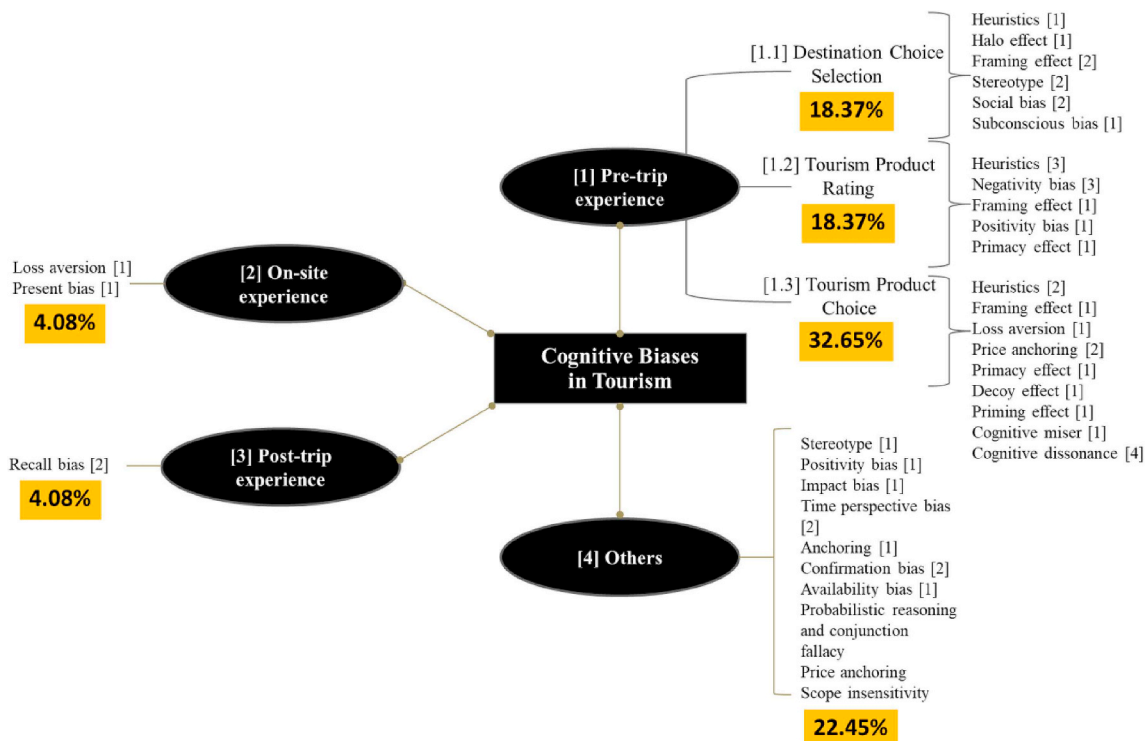 [1] Pre-trip
experience
[1.1] Destination Choice
Selection
18.37%
Heuristics [1]
Halo effect [1]
Framing effect [2]
Stereotype [2]
Social bias [2]
Subconscious bias [1]
[1.2] Tourism Product
Rating
18.37%
Heuristics [3]
Negativity bias [3]
Framing effect [1]
Positivity bias [1]
Primacy effect [1]
[1.3] Tourism Product
Choice
32.65%
Heuristics [2]
Framing effect [1]
Loss aversion [1]
Price anchoring [2]
Primacy effect [1]
Decoy effect [1]
Priming effect [1]
Cognitive miser [1]
Cognitive dissonance [4]
[2] On-site
experience
Loss aversion [1]
Present bias [1]
4.08%
Cognitive Biases
in Tourism
[3] Post-trip
experience
Recall bias [2]
4.08%
[4] Others
Stereotype [1]
Positivity bias [1]
Impact bias [1]
Time perspective bias
[2]
Anchoring [1]
Confirmation bias [2]
Availability bias [1]
Probabilistic reasoning
and conjunction
fallacy
Price anchoring
Scope insensitivity
22.45%